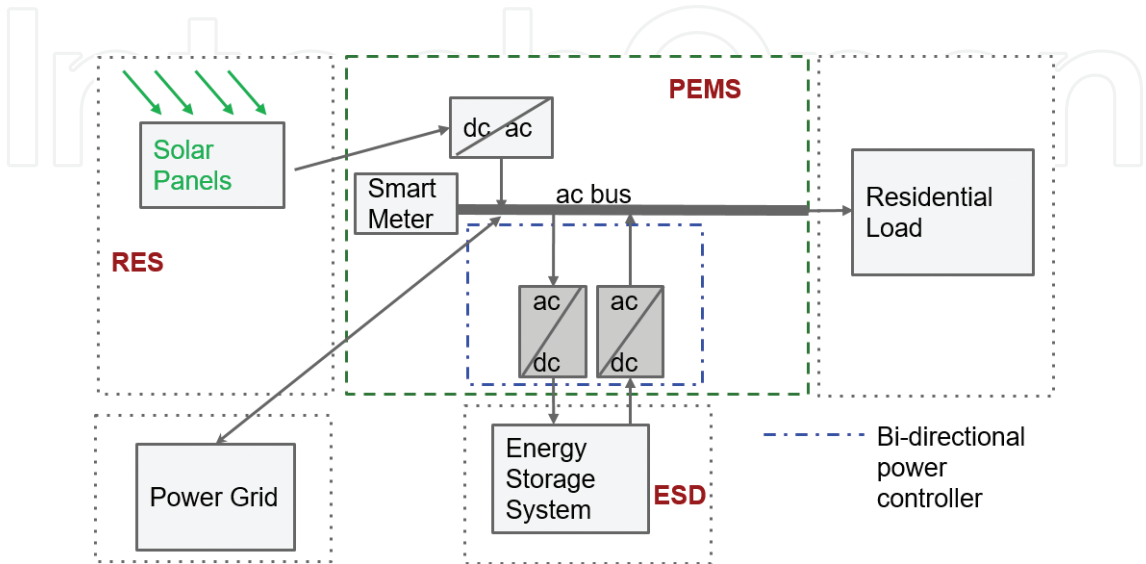 IntechOpen
PEMS
dc ac
Solar
Panels
Smart
Meter
ac bus
Residential
Load
RES
ac
dc
ac
dc
Bi-directional
power
controller
Energy
Storage
System
ESD
Power Grid